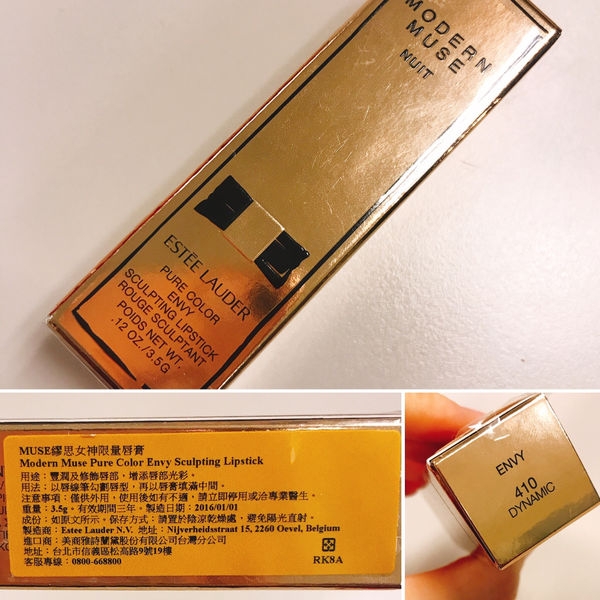 MODERN
MUSE
NUIT
ESTĒE LAUDER
PURE COLOR
ENVY
SCULPTING LIPSTICK
ROUGE SCULPTANT
POIDS NET WT.
.12 OZ./3.5G
MUSE繆思女神限量唇膏
Modern Muse Pure Color Envy Sculpting Lipstick
用途：豐潤及修飾唇部，增添唇部光彩。
用法：以唇線筆勾勒唇型，再以唇膏填滿中間。
注意事項：僅供外用，使用後如有不適，請立即停用或洽專業醫生。
重量：3.5g。有效期間三年。製造日期：2016/01/01
成份：如原文所示。保存方式：請置於陰涼乾燥處，避免陽光直射。
製造商：Estee Lauder N.V. 地址：Nijverheidsstraat 15, 2260 Oevel, Belgium
進口商：美商雅詩蘭黛股份有限公司台灣分公司
地址：台北市信義區松高路9號19樓
客服專線：0800-668800
RK8A
ENVY
410
DYNAMIC